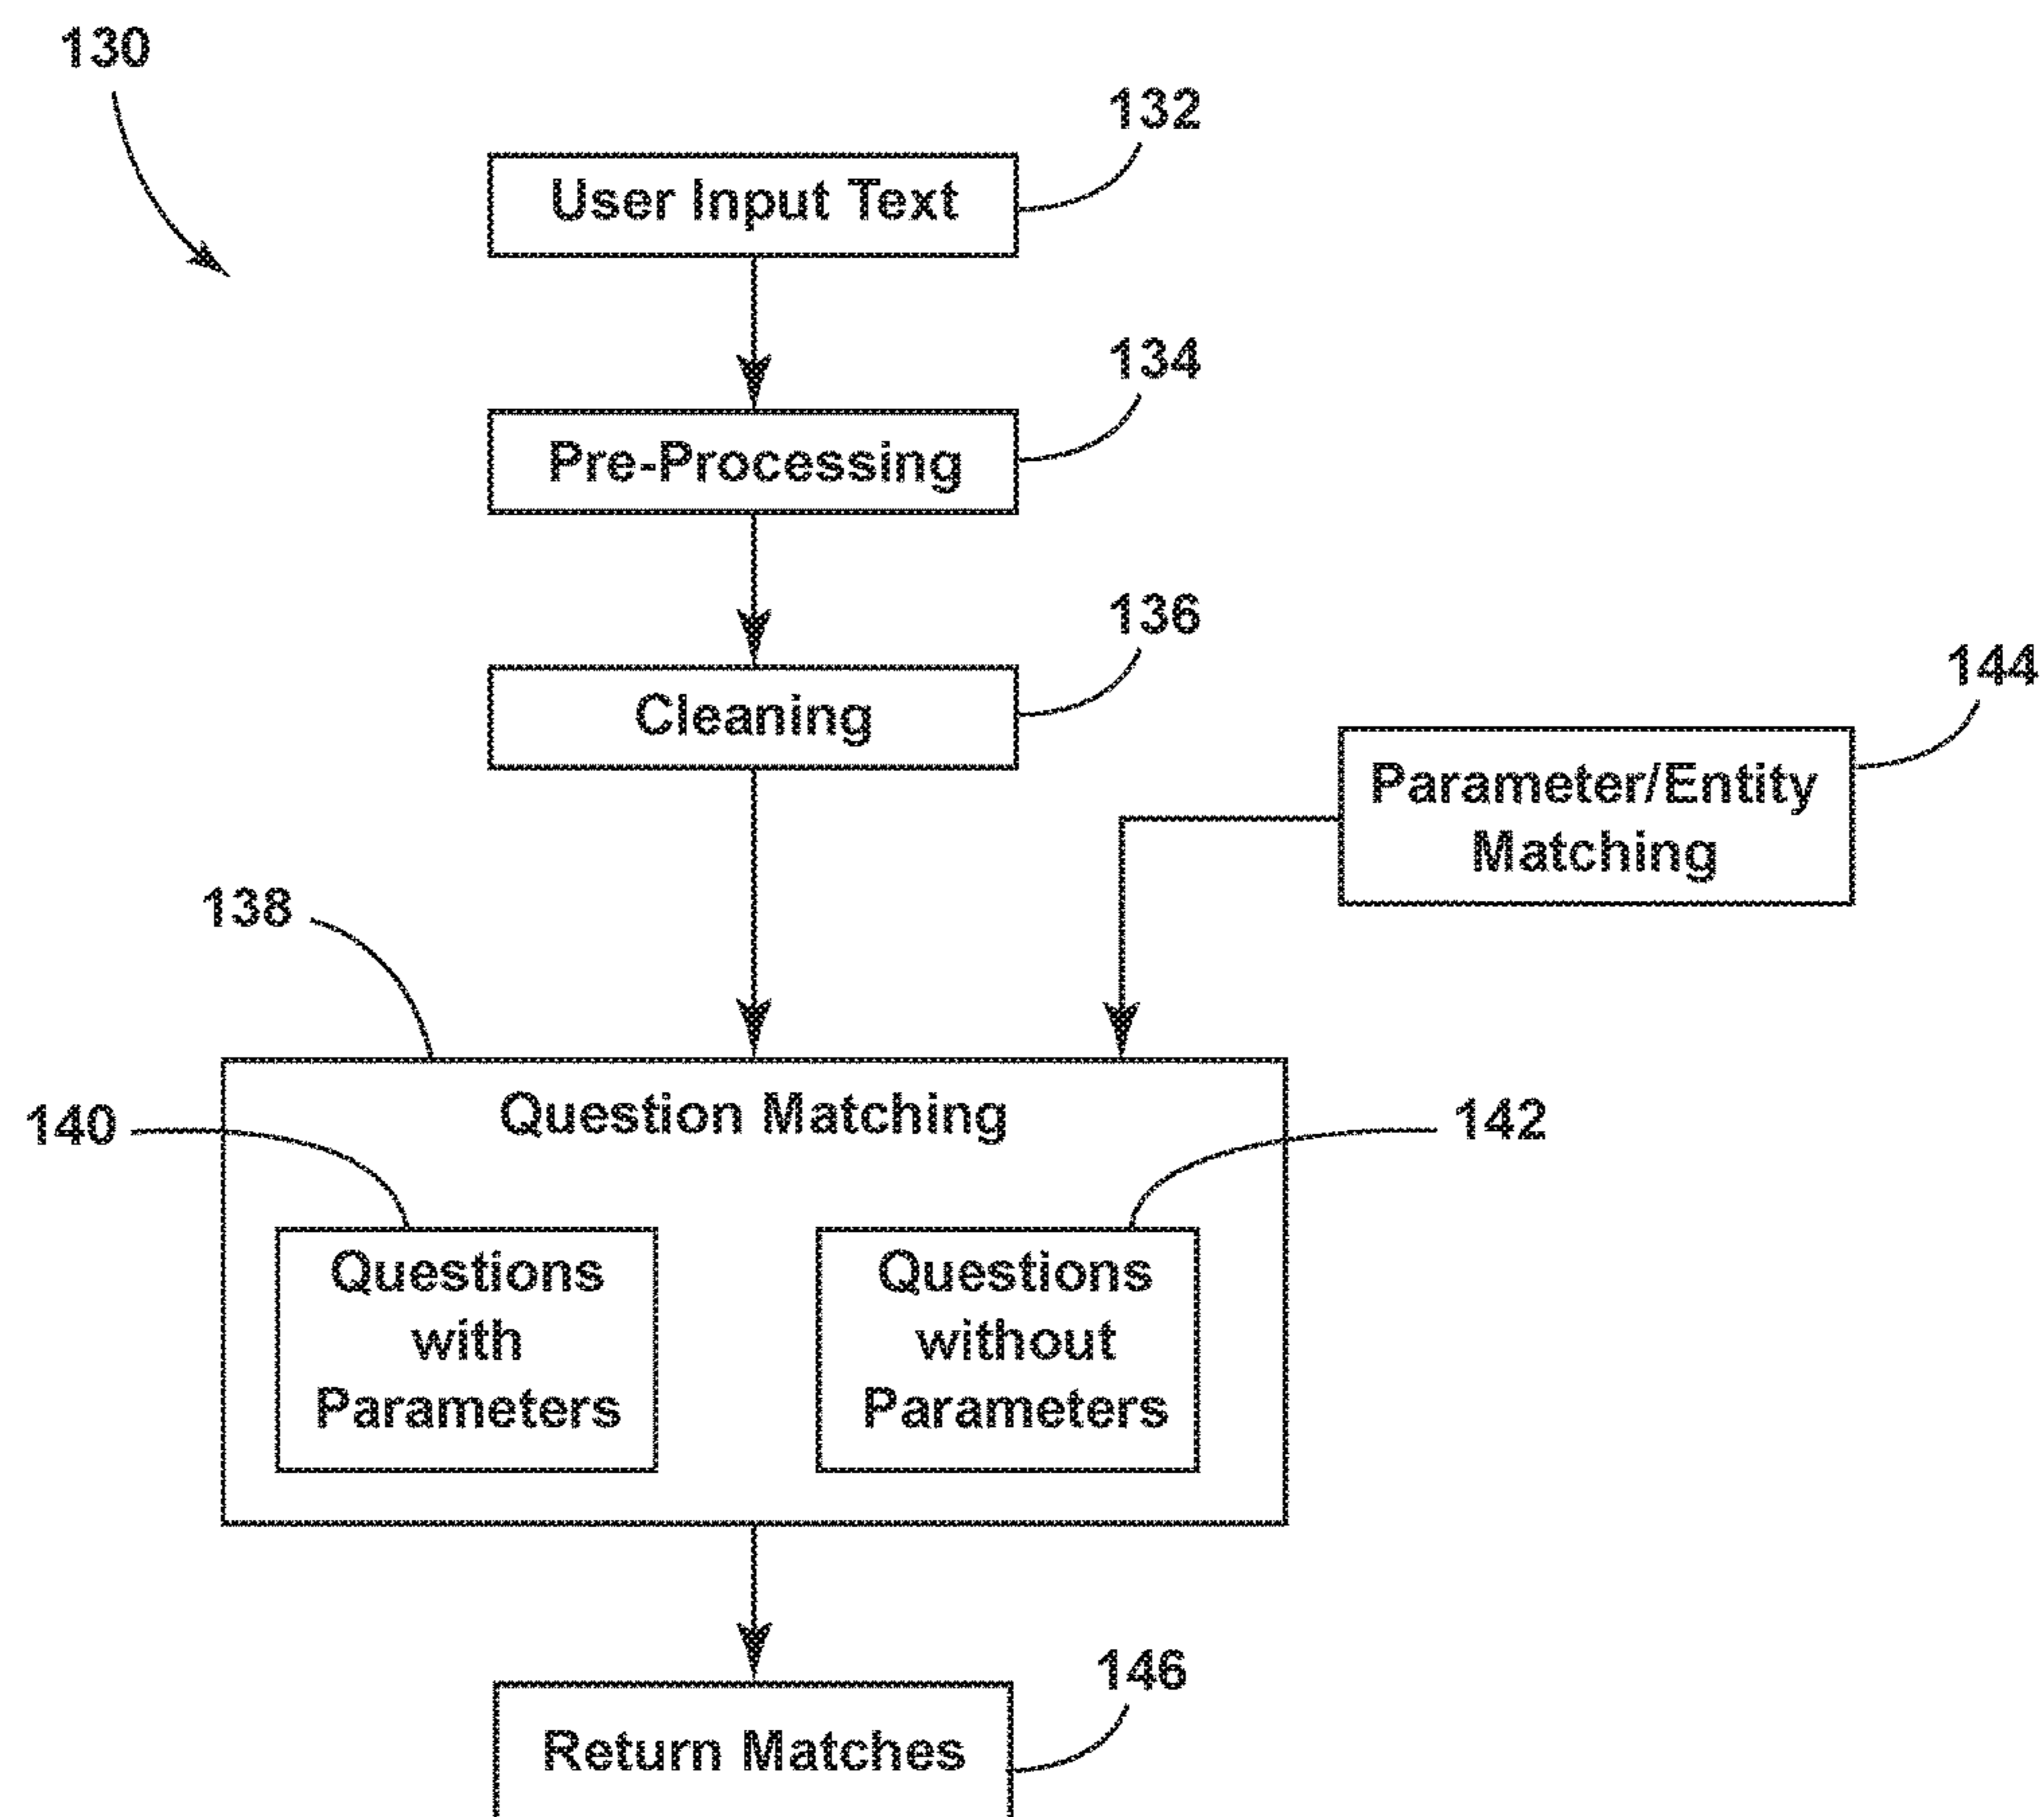 130
132
User Input Text
134
Pre-Processing
136
Cleaning
144
Parameter/Entity
Matching
138
Question Matching
140
142
Questions
with
Parameters
Questions
without
Parameters
146
Return Matches